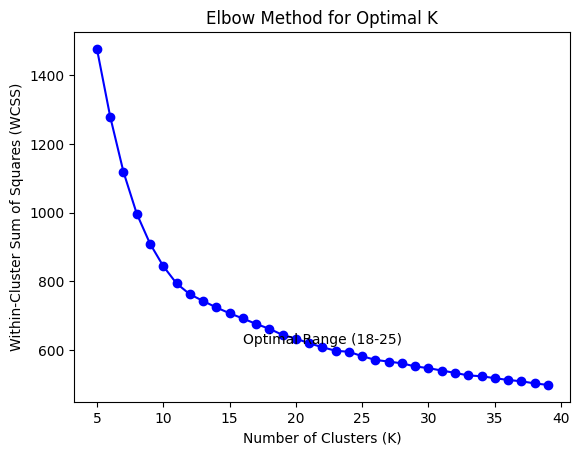 Elbow Method for Optimal K
Within-Cluster Sum of Squares (WCSS)
1400
1200
1000
800
600
Optimal Range (18-25)
5 10 15 20 25 30 35 40
Number of Clusters (K)